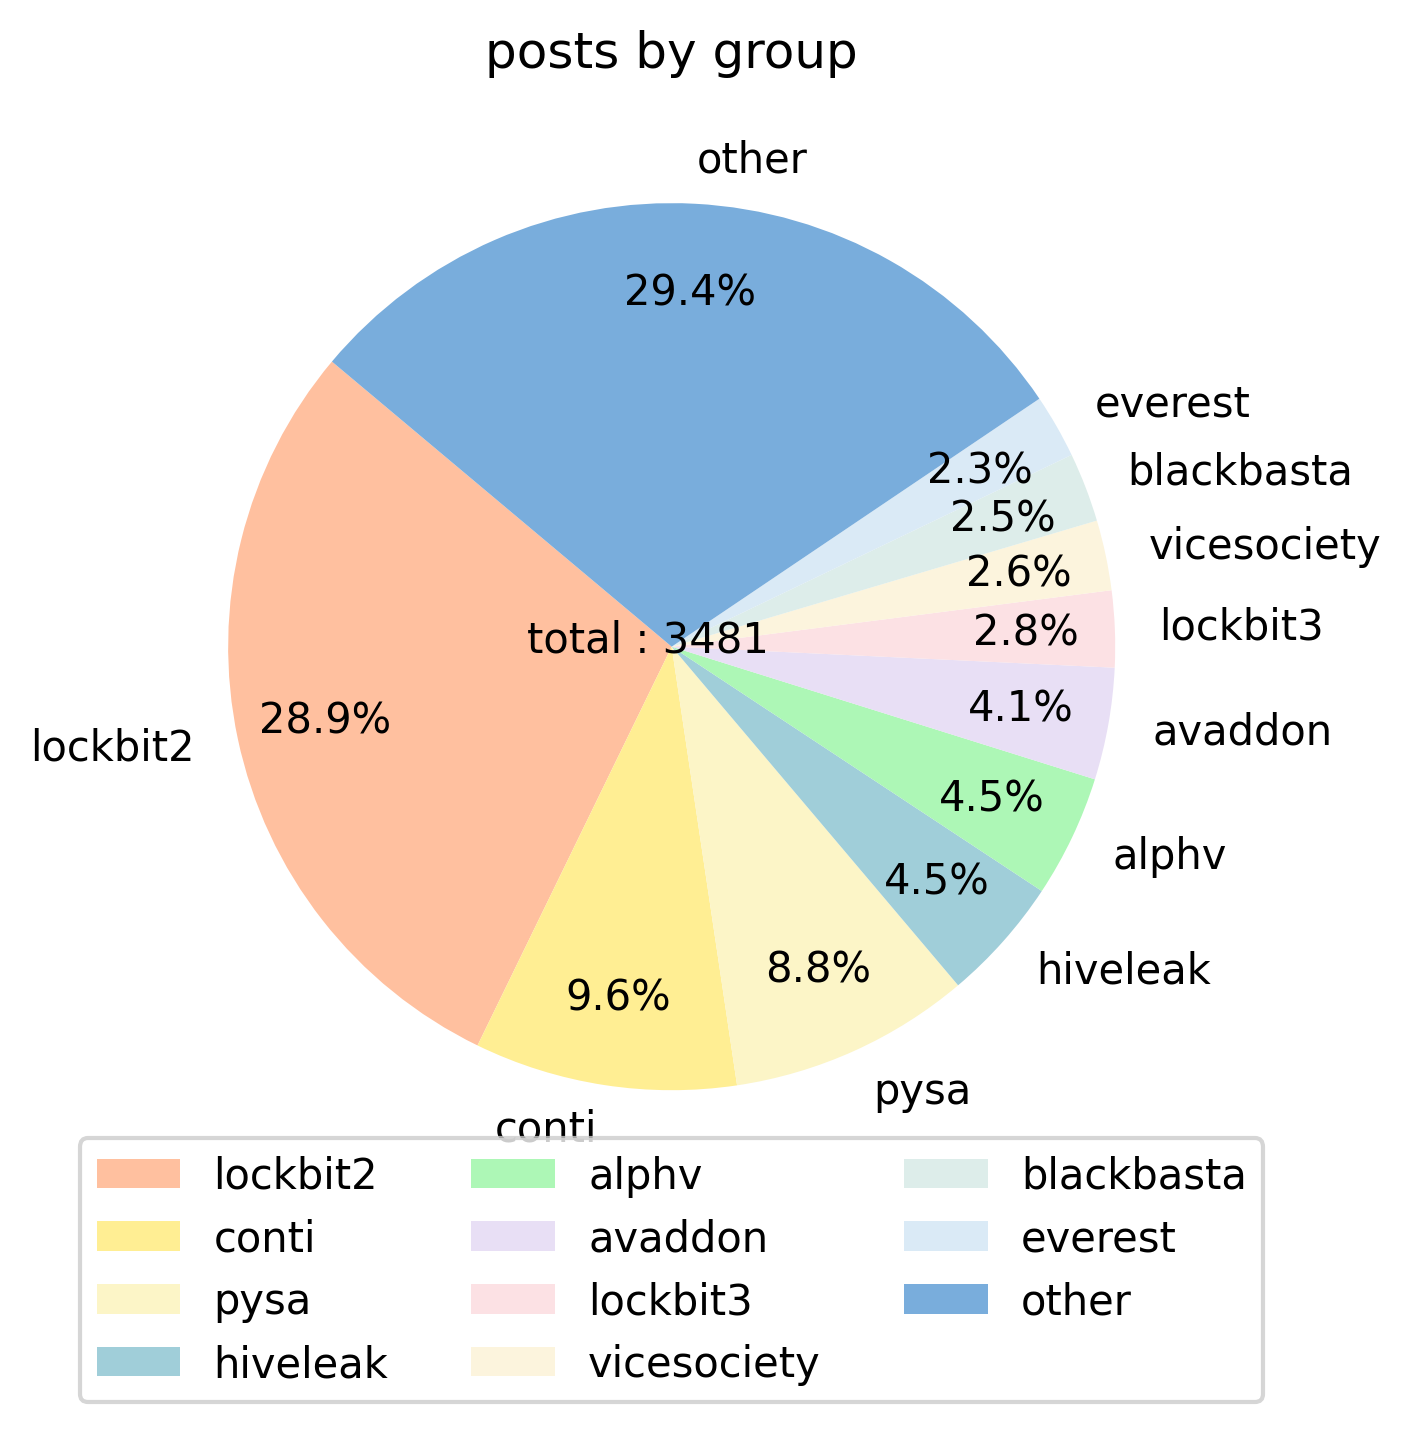 posts by group
other
29.4%
everest
2.3%
blackbasta
2.5%
vicesociety
2.6%
lockbit3
2.8%
total : 3481
avaddon
4.1%
lockbit2
28.9%
alphv
4.5%
hiveleak
4.5%
pysa
8.8%
conti
9.6%
lockbit2
conti
pysa
hiveleak
alphv
avaddon
lockbit3
vicesociety
blackbasta
everest
other